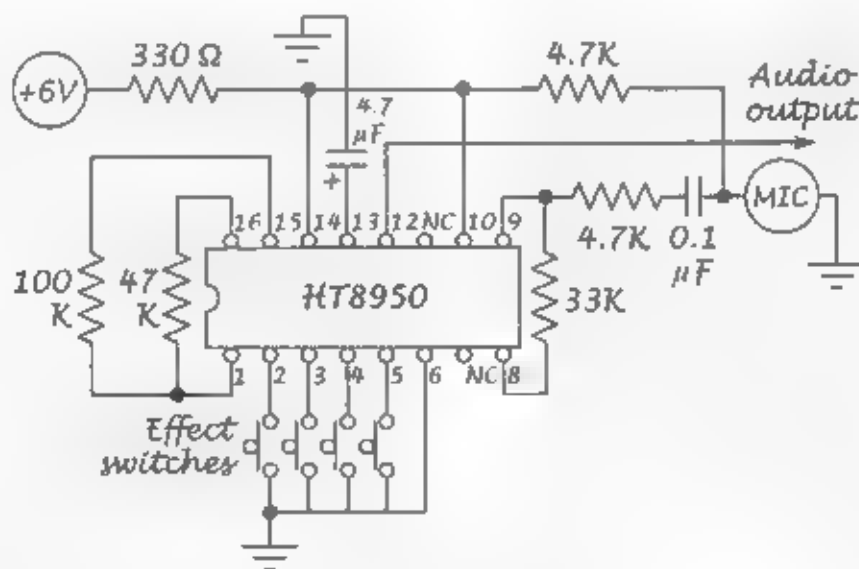 330 Ω
4.7K
+6V
4.7
µF
Audio
output
16 15 14 13 12 NC 10 9
MIC
4.7K 0.1
µF
100
K
47
K
HT8950
33K
1 2 3 4 5 6 NC 8
Effect
switches